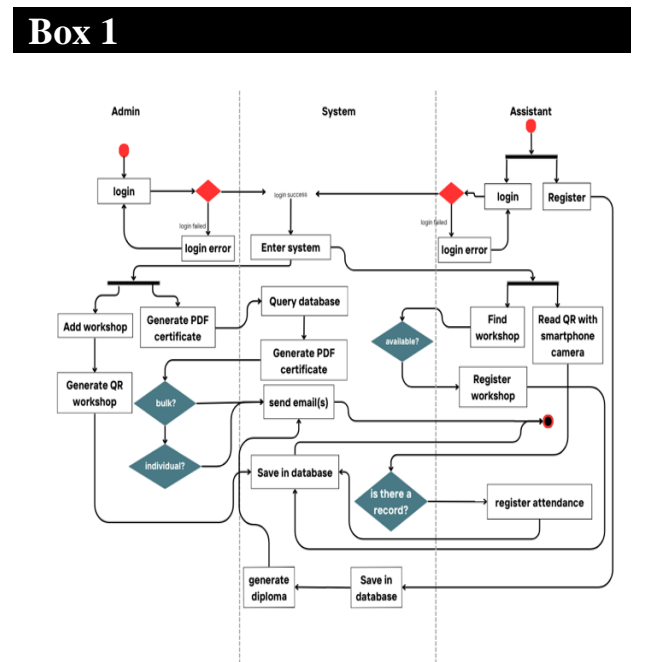 Box 1
Admin
System
Assistant
login
login success
login
Register
login failed
login failed
login error
Enter system
login error
Add workshop
Generate PDF
certificate
Query database
Find
workshop
Read QR with
smartphone
camera
available?
Generate PDF
certificate
Generate QR
workshop
bulk?
send email(s)
Register
workshop
individual?
Save in database
is there a
record?
register attendance
generate
diploma
Save in
database